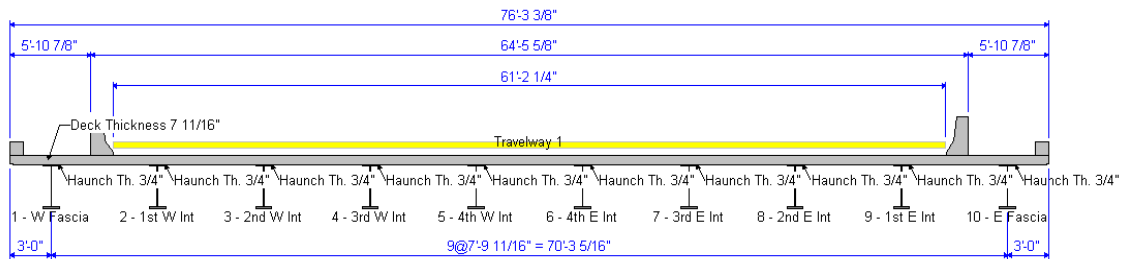 76'-3 3/8"
5'-10 7/8" 64'-5 5/8" 5'-10 7/8"
61'-2 1/4"
Deck Thickness 7 11/16"
Travelway 1
Haunch Th. 3/4" Haunch Th. 3/4" Haunch Th. 3/4" Haunch Th. 3/4" Haunch Th. 3/4" Haunch Th. 3/4" Haunch Th. 3/4" Haunch Th. 3/4" Haunch Th. 3/4" Haunch Th. 3/4"
1 - W Fascia 2 - 1st W Int 3 - 2nd W Int 4 - 3rd W Int 5 - 4th W Int 6 - 4th E Int 7 - 3rd E Int 8 - 2nd E Int 9 - 1st E Int 10 - E Fascia
3'-0" 9@7'-9 11/16" = 70'-3 5/16" 3'-0"